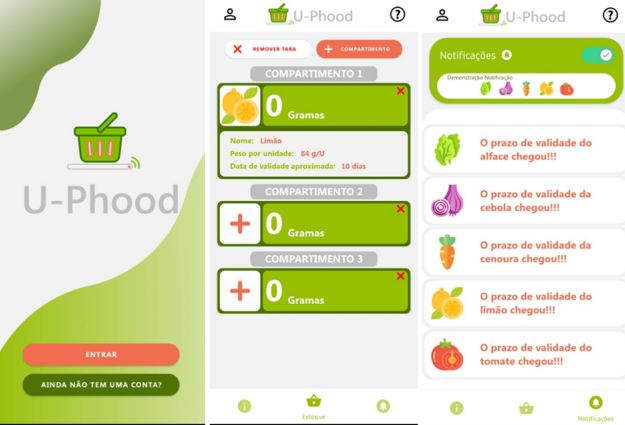 U-Phood
ENTRAR
AINDA NÃO TEM UMA CONTA?
U-Phood
?
REMOVER TARA
COMPARTIMENTO
COMPARTIMENTO 1
0 Gramas
Nome: Limão
Peso por unidade: 84 g/U
Data de validade aproximada: 10 dias
COMPARTIMENTO 2
0 Gramas
COMPARTIMENTO 3
0 Gramas
Estoque
U-Phood
?
Notificações
Demonstração Notificação
O prazo de validade do
alface chegou!!!
O prazo de validade da
cebola chegou!!!
O prazo de validade da
cenoura chegou!!!
O prazo de validade do
limão chegou!!!
O prazo de validade do
tomate chegou!!!
Notificações